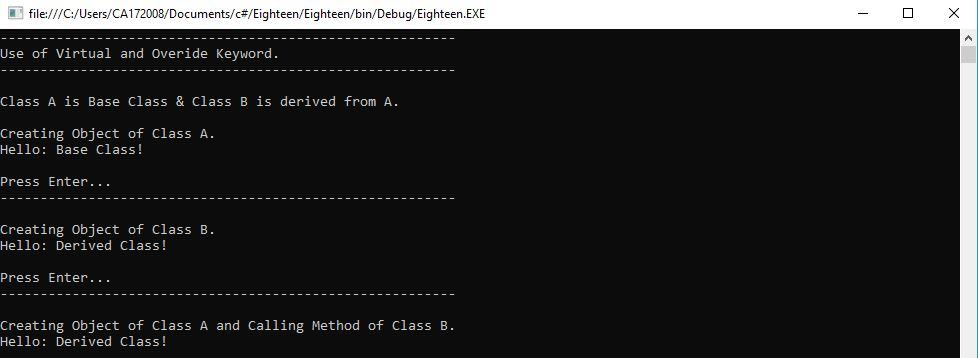 file:///C:/Users/CA172008/Documents/c#/Eighteen/Eighteen/bin/Debug/Eighteen.EXE
---------------------------------------------------------
Use of Virtual and Overide Keyword.
---------------------------------------------------------
Class A is Base Class & Class B is derived from A.
Creating Object of Class A.
Hello: Base Class!
Press Enter...
---------------------------------------------------------
Creating Object of Class B.
Hello: Derived Class!
Press Enter...
---------------------------------------------------------
Creating Object of Class A and Calling Method of Class B.
Hello: Derived Class!